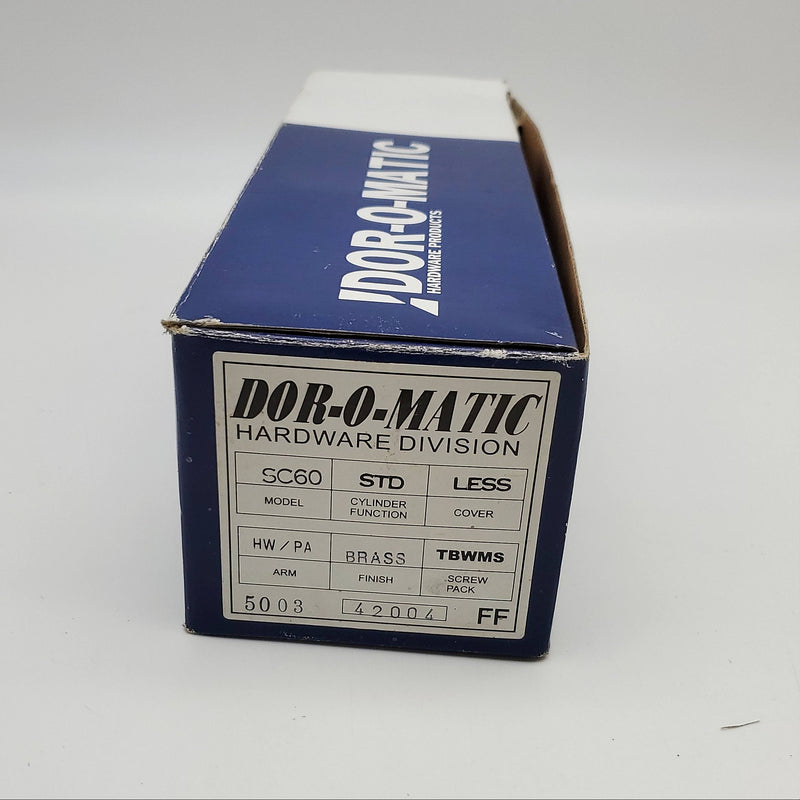 DOR-O-MATIC
HARDWARE PRODUCTS
DOR-O-MATIC
HARDWARE DIVISION
SC60 STD LESS
MODEL CYLINDER FUNCTION COVER
HW/PA BRASS TBWMS
ARM FINISH SCREW PACK
5003 42004 FF